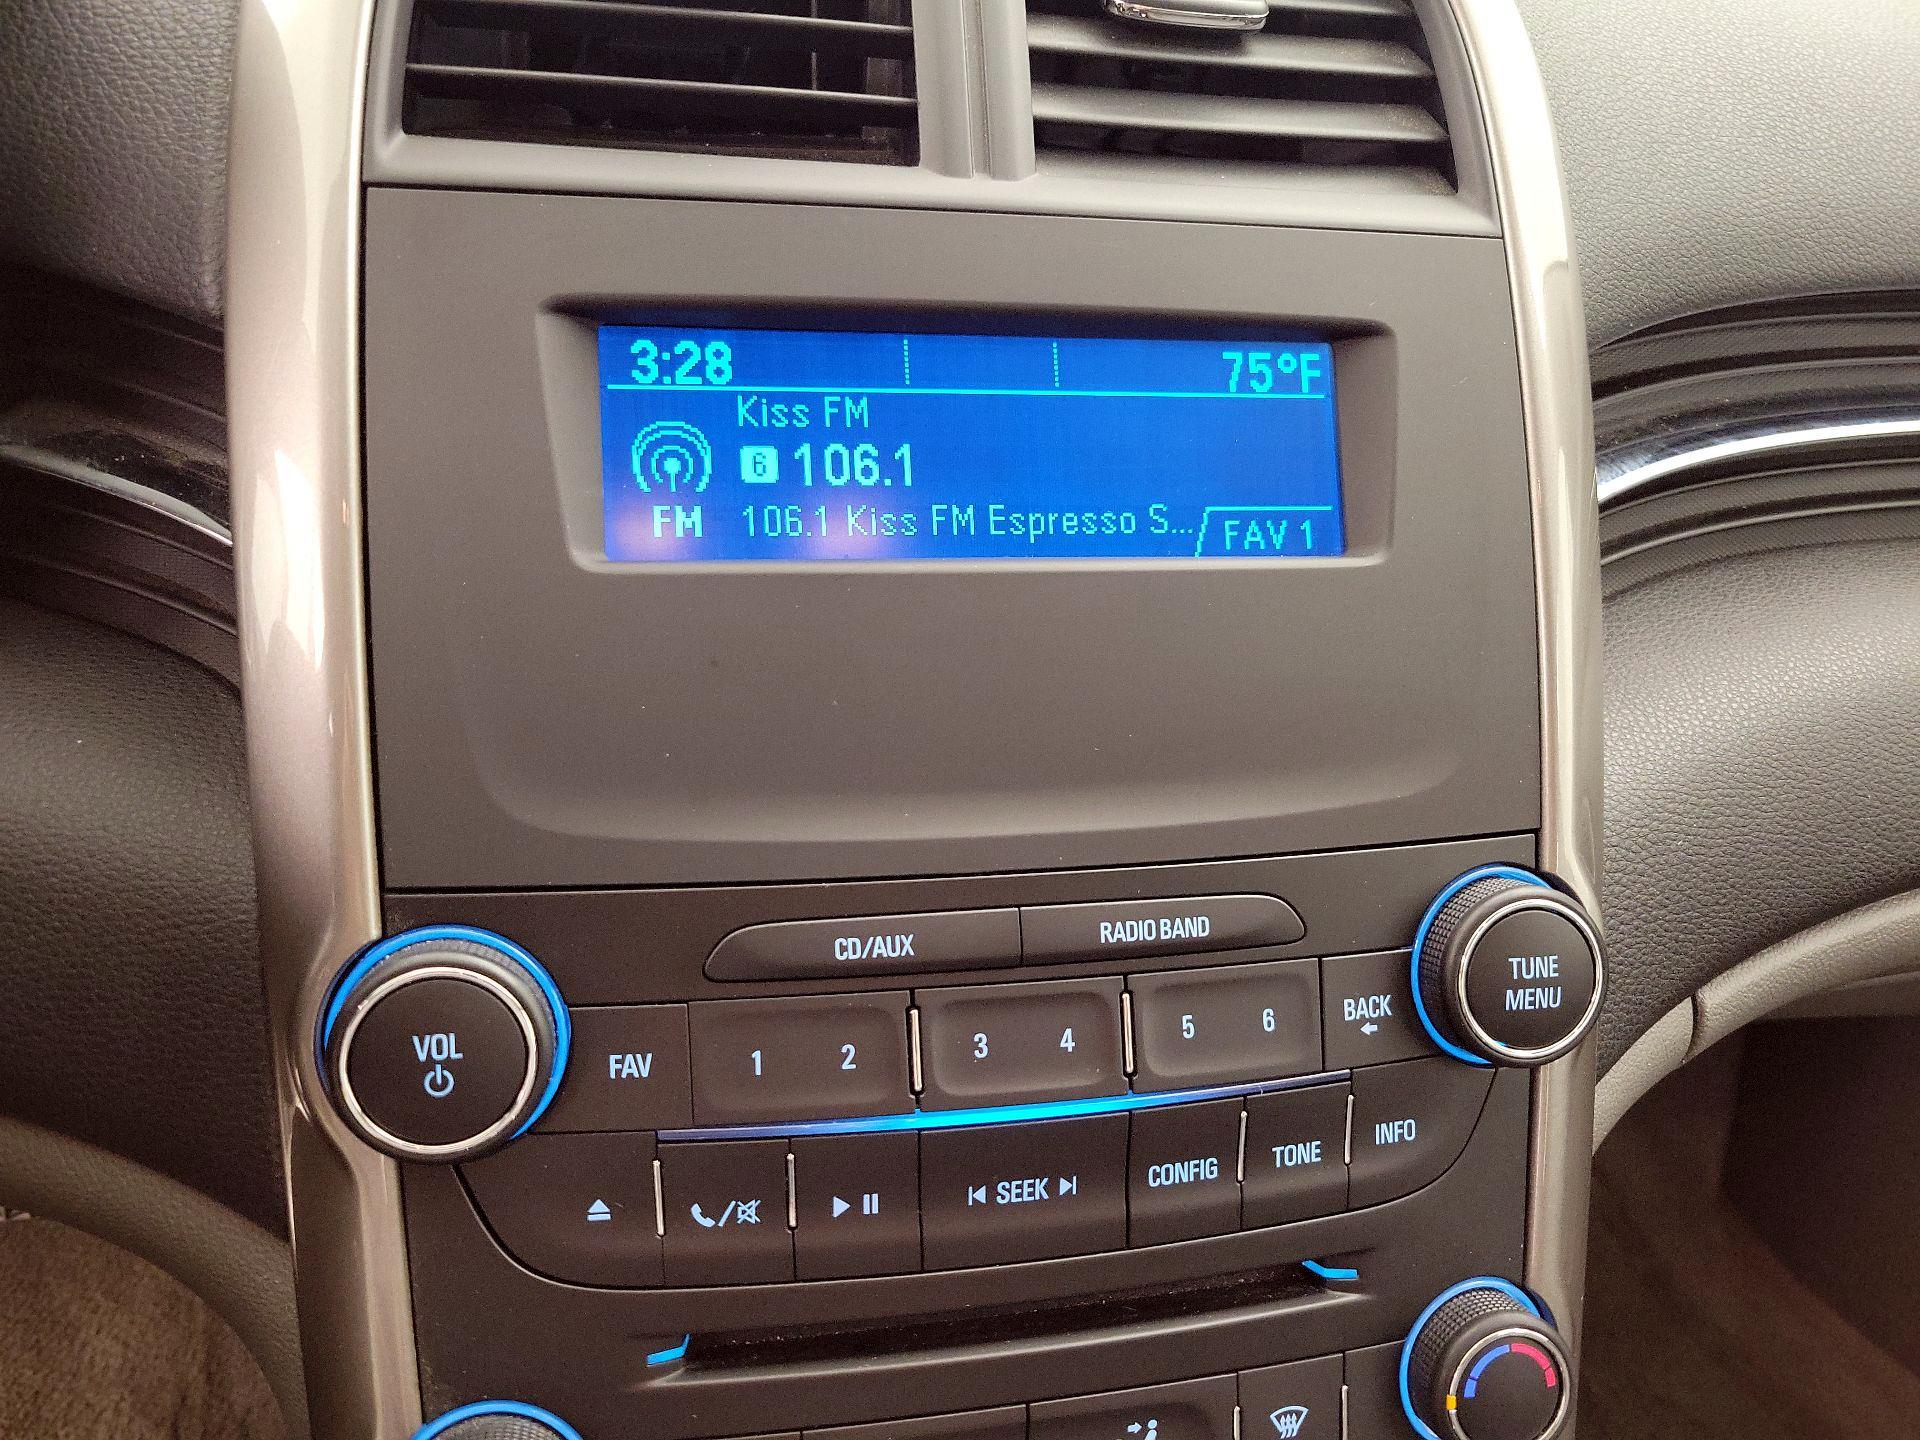 3:28 75°F
Kiss FM
6 106.1
FM 106.1 Kiss FM Espresso S... FAV 1
CD/AUX RADIO BAND
TUNE
MENU
VOL
FAV 1 2 3 4 5 6 BACK
SEEK CONFIG TONE INFO